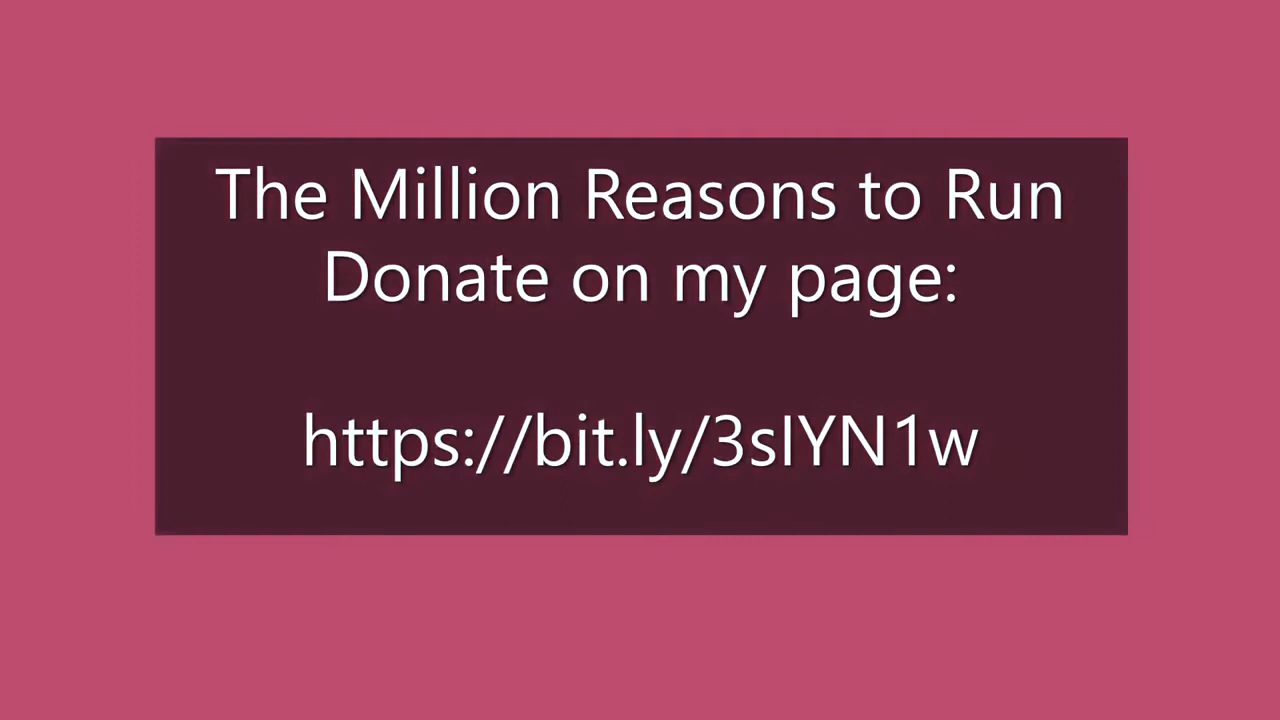 The Million Reasons to Run
Donate on my page:
https://bit.ly/3sIYN1w